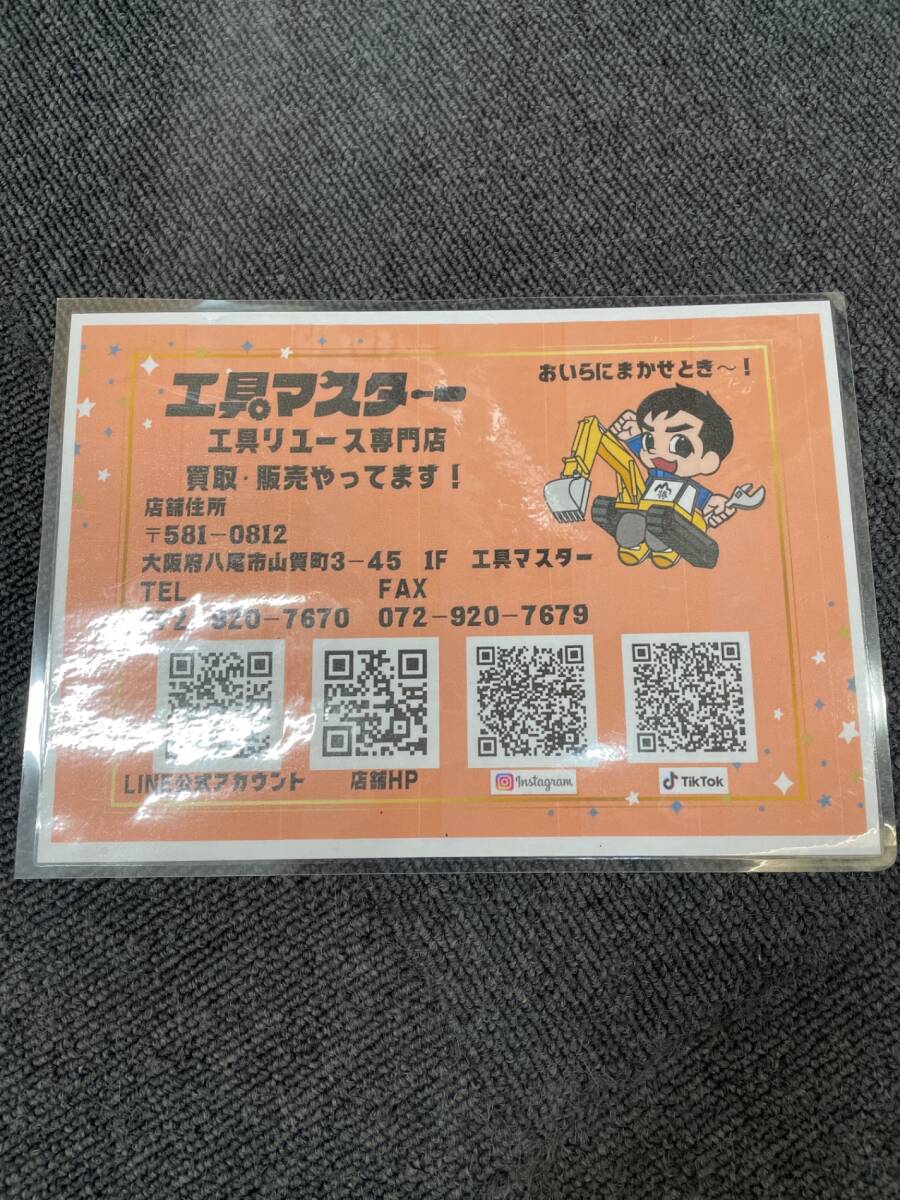 工具マスター
おいらにまかせとき〜！
工具リユース専門店
買取・販売やってます！
店舗住所
〒581-0812
大阪府八尾市山賀町3-45 1F 工具マスター
TEL FAX
072-920-7670 072-920-7679
LINE公式アカウント 店舗HP Instagram TikTok